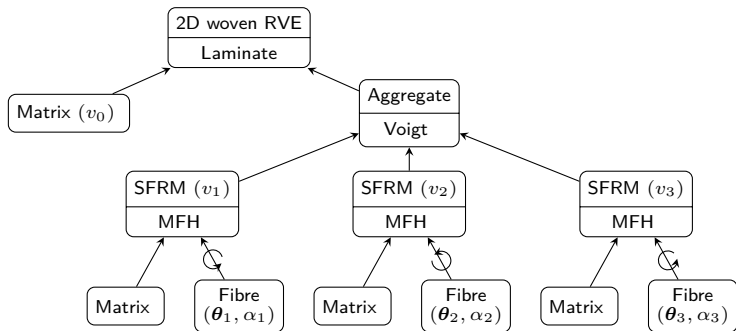 2D woven RVE
Laminate
Matrix (v₀)
Aggregate
Voigt
SFRM (v₁)
MFH
SFRM (v₂)
MFH
SFRM (v₃)
MFH
Matrix
Fibre
(θ₁, α₁)
Matrix
Fibre
(θ₂, α₂)
Matrix
Fibre
(θ₃, α₃)